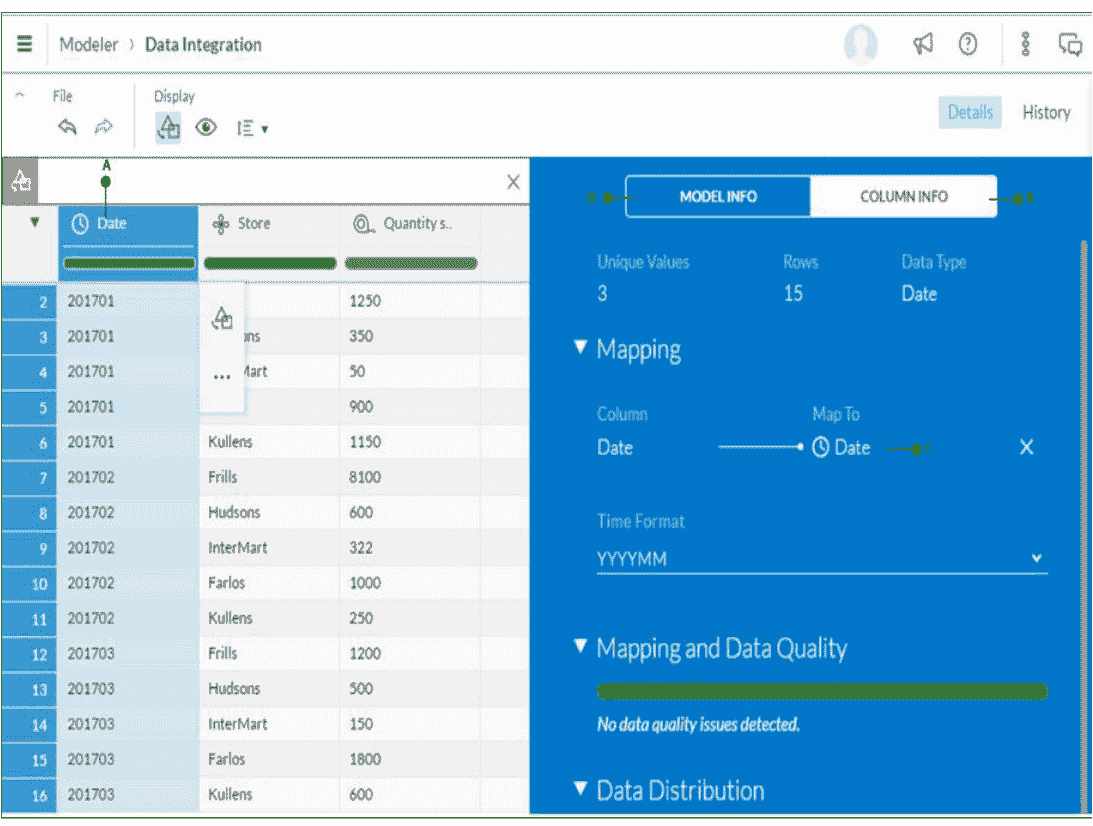 Modeler > Data Integration
File Display
Details History
A
D MODEL INFO COLUMN INFO B
Date Store Quantity s..
Unique Values Rows Data Type
3 15 Date
2 201701 1250
3 201701 ons 350
4 201701 Mart 50
5 201701 900
6 201701 Kullens 1150
7 201702 Frills 8100
8 201702 Hudsons 600
9 201702 InterMart 322
10 201702 Farlos 1000
11 201702 Kullens 250
12 201703 Frills 1200
13 201703 Hudsons 500
14 201703 InterMart 150
15 201703 Farlos 1800
16 201703 Kullens 600
Mapping
Column Map To
Date Date C
Time Format
YYYYMM
Mapping and Data Quality
No data quality issues detected.
Data Distribution